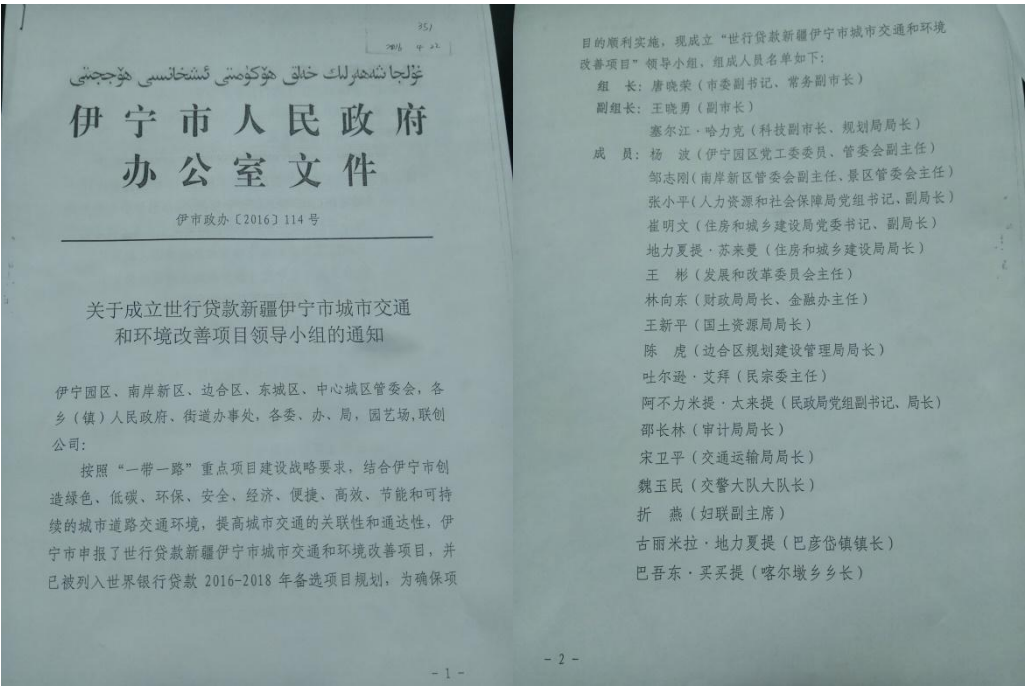 351
2016 4 22
غۇلجا شەھەرلىك خەلق ھۆكۈمىتى ئىشخانىسى ھۆججىتى
伊宁市人民政府
办公室文件
伊市政办〔2016〕114号
关于成立世行贷款新疆伊宁市城市交通
和环境改善项目领导小组的通知
伊宁园区、南岸新区、边合区、东城区、中心城区管委会，各
乡（镇）人民政府、街道办事处，各委、办、局，园艺场，联创
公司：
按照“一带一路”重点项目建设战略要求，结合伊宁市创
造绿色、低碳、环保、安全、经济、便捷、高效、节能和可持
续的城市道路交通环境，提高城市交通的关联性和通达性，伊
宁市申报了世行贷款新疆伊宁市城市交通和环境改善项目，并
已被列入世界银行贷款 2016-2018 年备选项目规划，为确保项
- 1 -
目的顺利实施，现成立“世行贷款新疆伊宁市城市交通和环境
改善项目”领导小组，组成人员名单如下：
组 长：唐晓荣（市委副书记、常务副市长）
副组长：王晓勇（副市长）
塞尔江·哈力克（科技副市长、规划局局长）
成 员：杨 波（伊宁园区党工委委员、管委会副主任）
邹志刚（南岸新区管委会副主任、景区管委会主任）
张小平（人力资源和社会保障局党组书记、副局长）
崔明文（住房和城乡建设局党委书记、副局长）
地力夏提·苏来曼（住房和城乡建设局局长）
王 彬（发展和改革委员会主任）
林向东（财政局局长、金融办主任）
王新平（国土资源局局长）
陈 虎（边合区规划建设管理局局长）
吐尔逊·艾拜（民宗委主任）
阿不力米提·太来提（民政局党组副书记、局长）
邵长林（审计局局长）
宋卫平（交通运输局局长）
魏玉民（交警大队大队长）
折 燕（妇联副主席）
古丽米拉·地力夏提（巴彦岱镇镇长）
巴吾东·买买提（喀尔墩乡乡长）
- 2 -